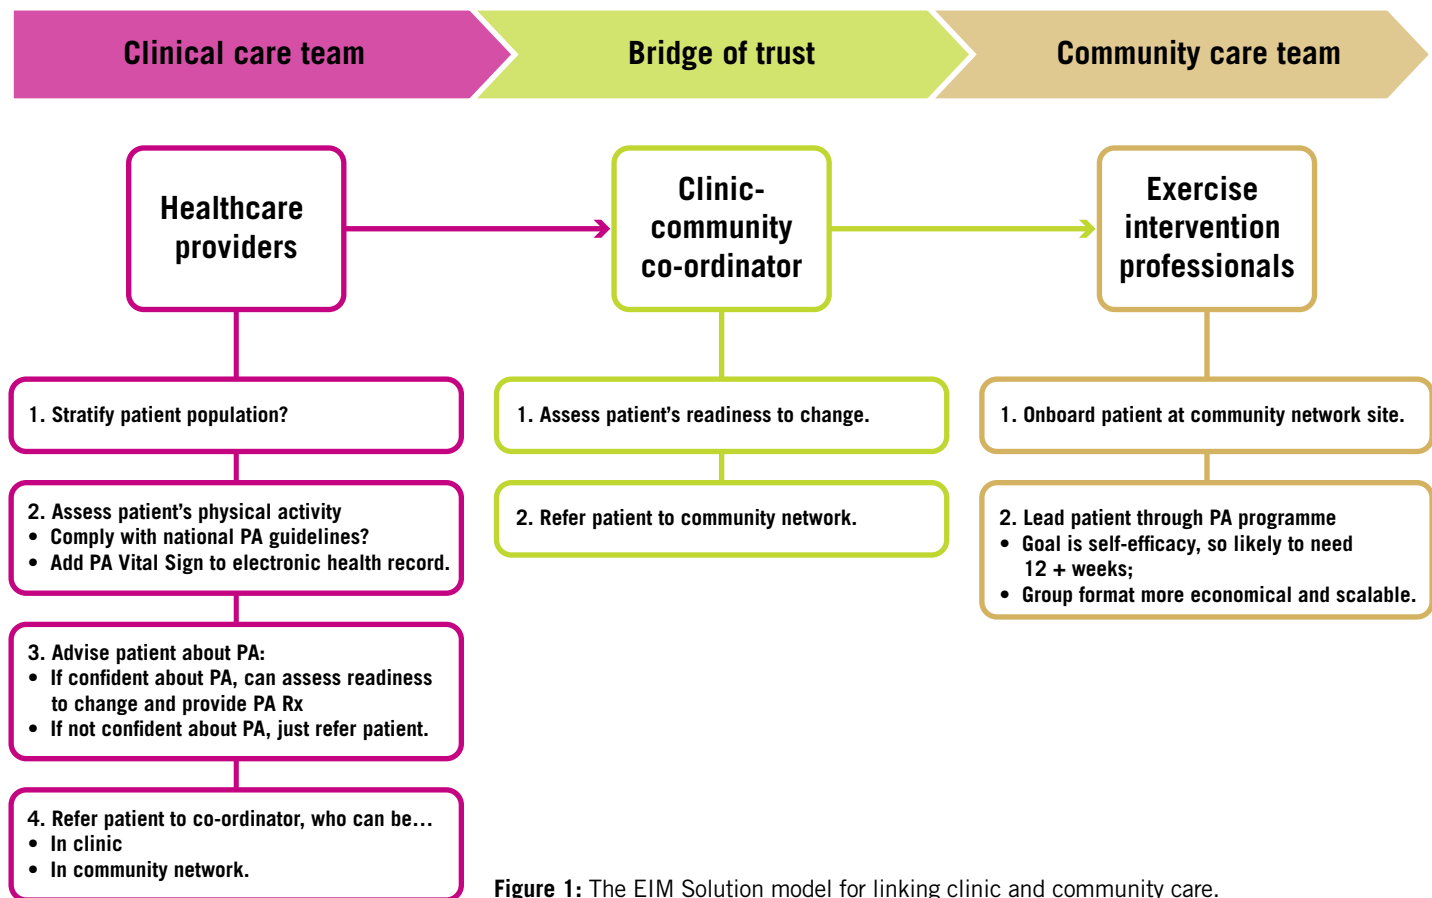 Clinical care team
Bridge of trust
Community care team
Healthcare
providers
Clinic-
community
co-ordinator
Exercise
intervention
professionals
1. Stratify patient population?
2. Assess patient's physical activity
• Comply with national PA guidelines?
• Add PA Vital Sign to electronic health record.
3. Advise patient about PA:
• If confident about PA, can assess readiness
to change and provide PA Rx
• If not confident about PA, just refer patient.
4. Refer patient to co-ordinator, who can be…
• In clinic
• In community network.
1. Assess patient's readiness to change.
2. Refer patient to community network.
1. Onboard patient at community network site.
2. Lead patient through PA programme
• Goal is self-efficacy, so likely to need
12 + weeks;
• Group format more economical and scalable.
Figure 1: The EIM Solution model for linking clinic and community care.